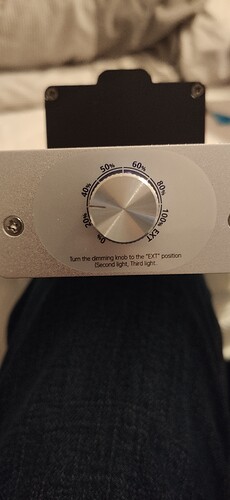 0%
20%
40%
50%
60%
80%
100%
EXT
Turn the dimming knob to the "EXT" position
(Second light, Third light.